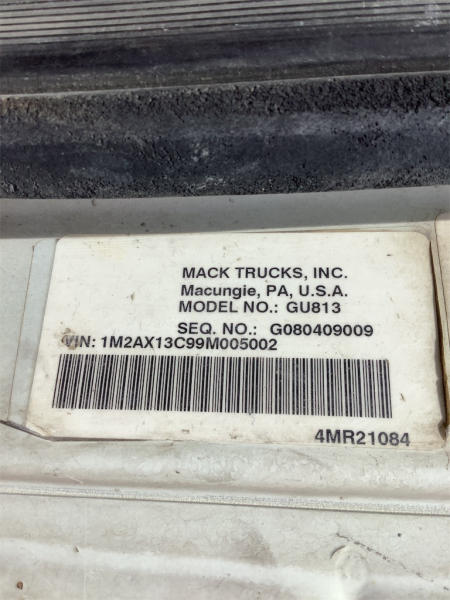 MACK TRUCKS, INC.
Macungie, PA, U.S.A.
MODEL NO.: GU813
SEQ. NO.: G080409009
VIN: 1M2AX13C99M005002
4MR21084